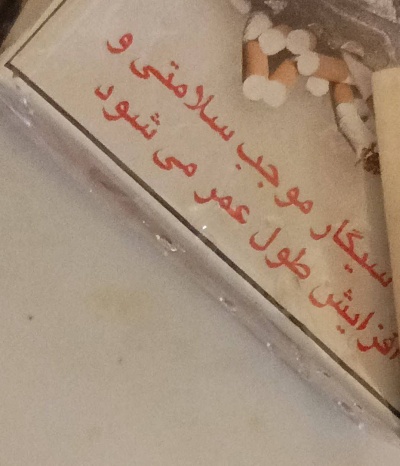 سیگار موجب سلامتی و
افزایش طول عمر می شود